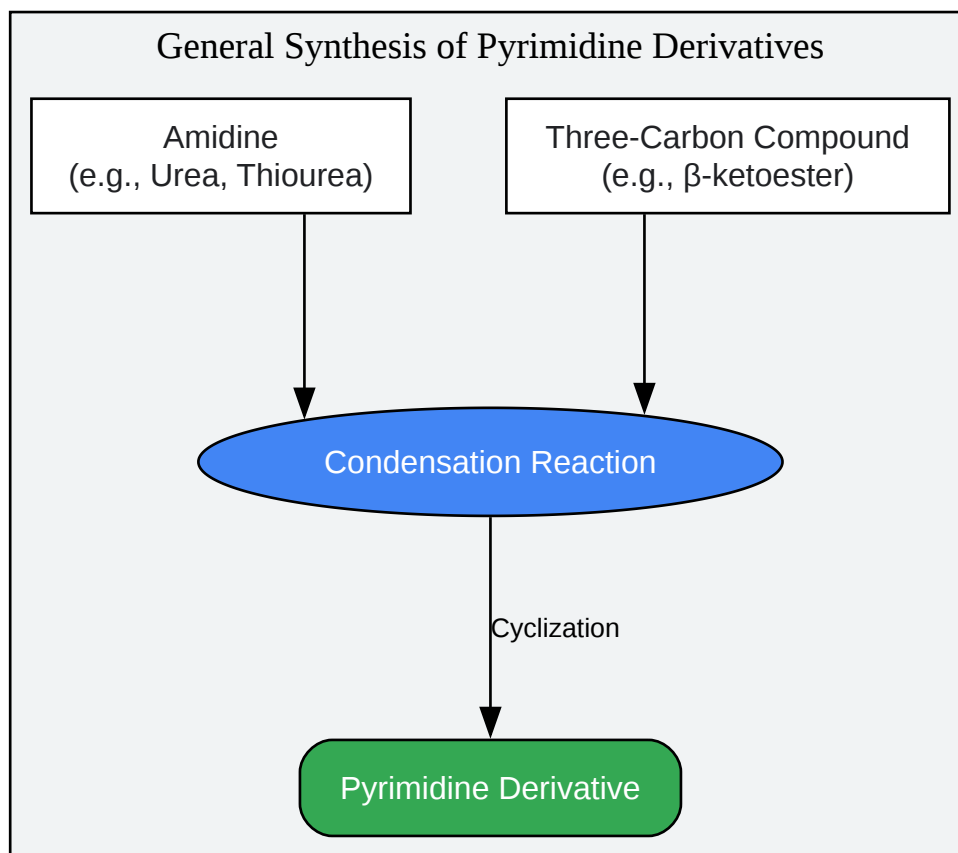 General Synthesis of Pyrimidine Derivatives
Amidine
(e.g., Urea, Thiourea)
Three-Carbon Compound
(e.g., β-ketoester)
Condensation Reaction
Cyclization
Pyrimidine Derivative